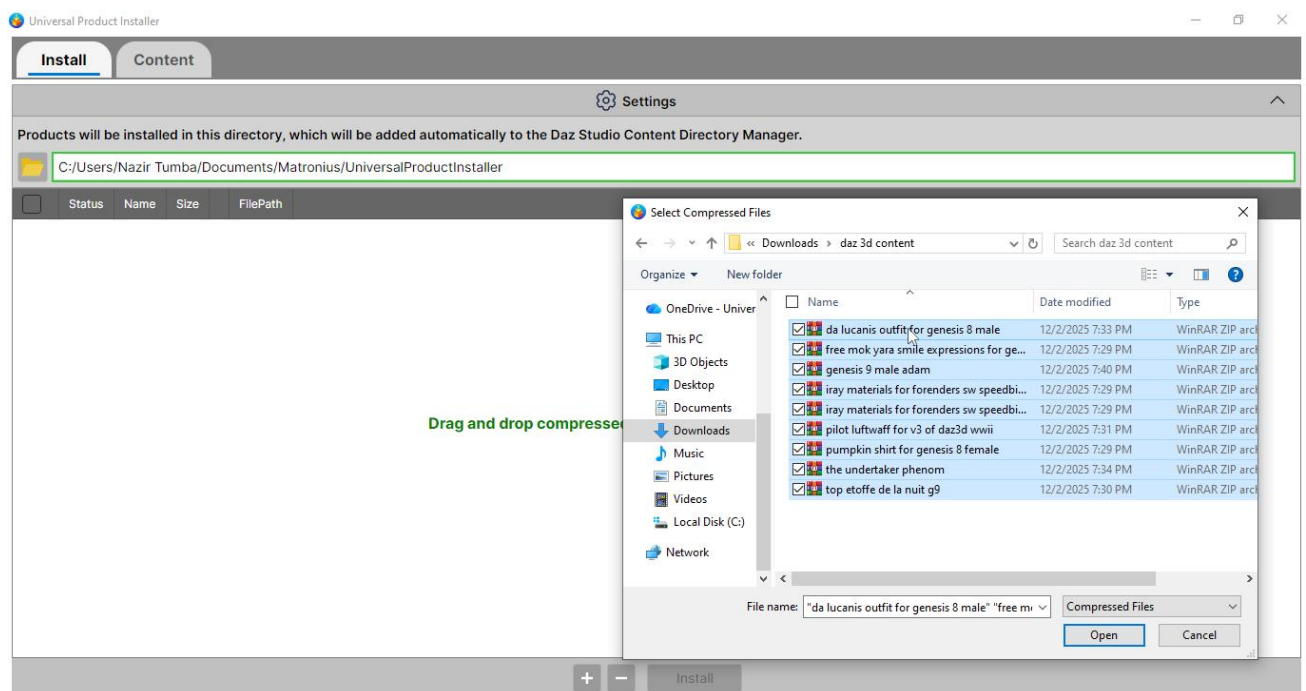 Universal Product Installer
Install Content
Settings
Products will be installed in this directory, which will be added automatically to the Daz Studio Content Directory Manager.
C:/Users/Nazir Tumba/Documents/Matronius/UniversalProductInstaller
Status Name Size FilePath
Drag and drop compressed
Select Compressed Files
« Downloads › daz 3d content
Search daz 3d content
Organize New folder
OneDrive - Univer
This PC
3D Objects
Desktop
Documents
Downloads
Music
Pictures
Videos
Local Disk (C:)
Network
Name Date modified Type
da lucanis outfit for genesis 8 male 12/2/2025 7:33 PM WinRAR ZIP arch
free mok yara smile expressions for ge... 12/2/2025 7:29 PM WinRAR ZIP arch
genesis 9 male adam 12/2/2025 7:40 PM WinRAR ZIP arch
iray materials for forenders sw speedbi... 12/2/2025 7:29 PM WinRAR ZIP arch
iray materials for forenders sw speedbi... 12/2/2025 7:29 PM WinRAR ZIP arch
pilot luftwaff for v3 of daz3d wwii 12/2/2025 7:31 PM WinRAR ZIP arch
pumpkin shirt for genesis 8 female 12/2/2025 7:29 PM WinRAR ZIP arch
the undertaker phenom 12/2/2025 7:34 PM WinRAR ZIP arch
top etoffe de la nuit g9 12/2/2025 7:30 PM WinRAR ZIP arch
File name: "da lucanis outfit for genesis 8 male" "free mo
Compressed Files
Open Cancel
+ − Install